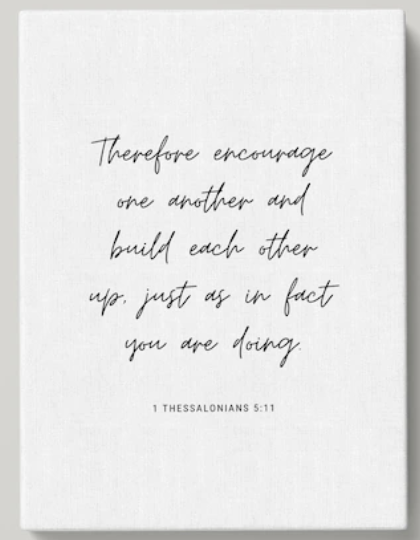 Therefore encourage
one another and
build each other
up, just as in fact
you are doing.
1 THESSALONIANS 5:11